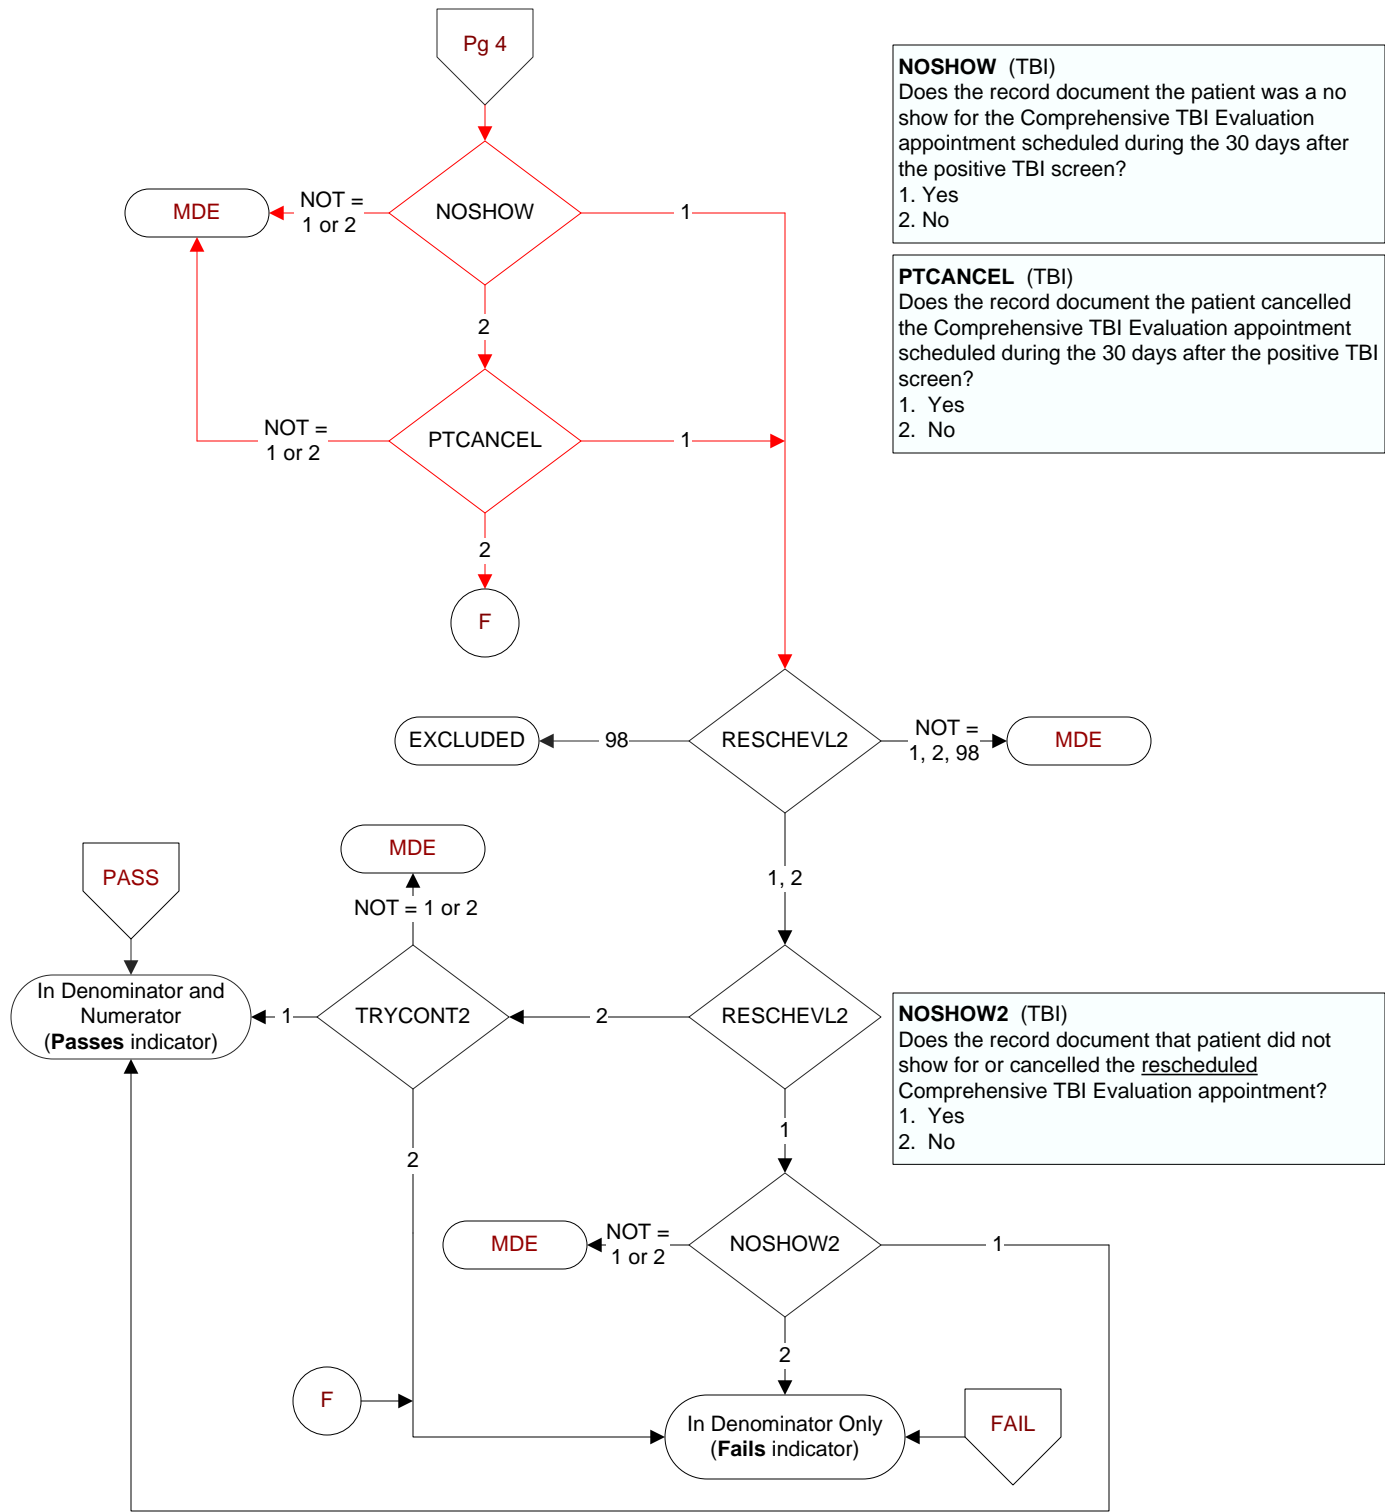 Pg 4
NOSHOW (TBI)
Does the record document the patient was a no
show for the Comprehensive TBI Evaluation
appointment scheduled during the 30 days after
the positive TBI screen?
1. Yes
2. No
MDE
NOT =
1 or 2
NOSHOW
1
2
PTCANCEL (TBI)
Does the record document the patient cancelled
the Comprehensive TBI Evaluation appointment
scheduled during the 30 days after the positive TBI
screen?
1. Yes
2. No
NOT =
1 or 2
PTCANCEL
1
2
F
EXCLUDED
98
RESCHEVL2
NOT =
1, 2, 98
MDE
1, 2
MDE
NOT = 1 or 2
PASS
In Denominator and
Numerator
(Passes indicator)
1
TRYCONT2
2
RESCHEVL2
NOSHOW2 (TBI)
Does the record document that patient did not
show for or cancelled the rescheduled
Comprehensive TBI Evaluation appointment?
1. Yes
2. No
1
2
MDE
NOT =
1 or 2
NOSHOW2
1
2
F
In Denominator Only
(Fails indicator)
FAIL